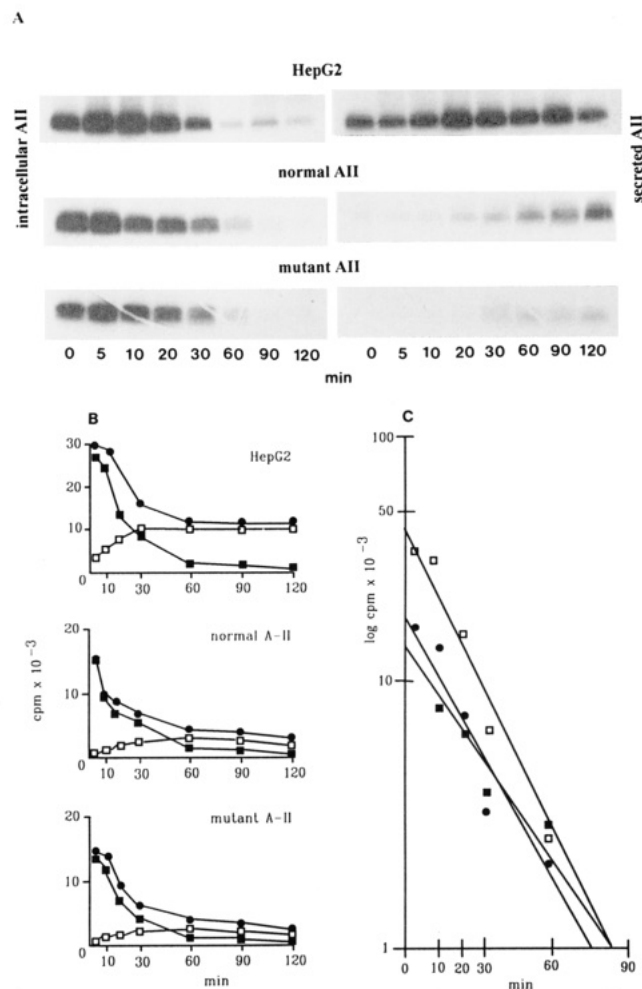 A
HepG2
intracellular AII
secreted AII
normal AII
mutant AII
0 5 10 20 30 60 90 120 0 5 10 20 30 60 90 120
min
B
30
20
10
0
HepG2
10 30 60 90 120
20
10
0
normal A-II
10 30 60 90 120
cpm x 10⁻³
20
10
0
mutant A-II
10 30 60 90 120
min
C
100
50
10
1
log cpm x 10⁻³
0 10 20 30 60 90
min